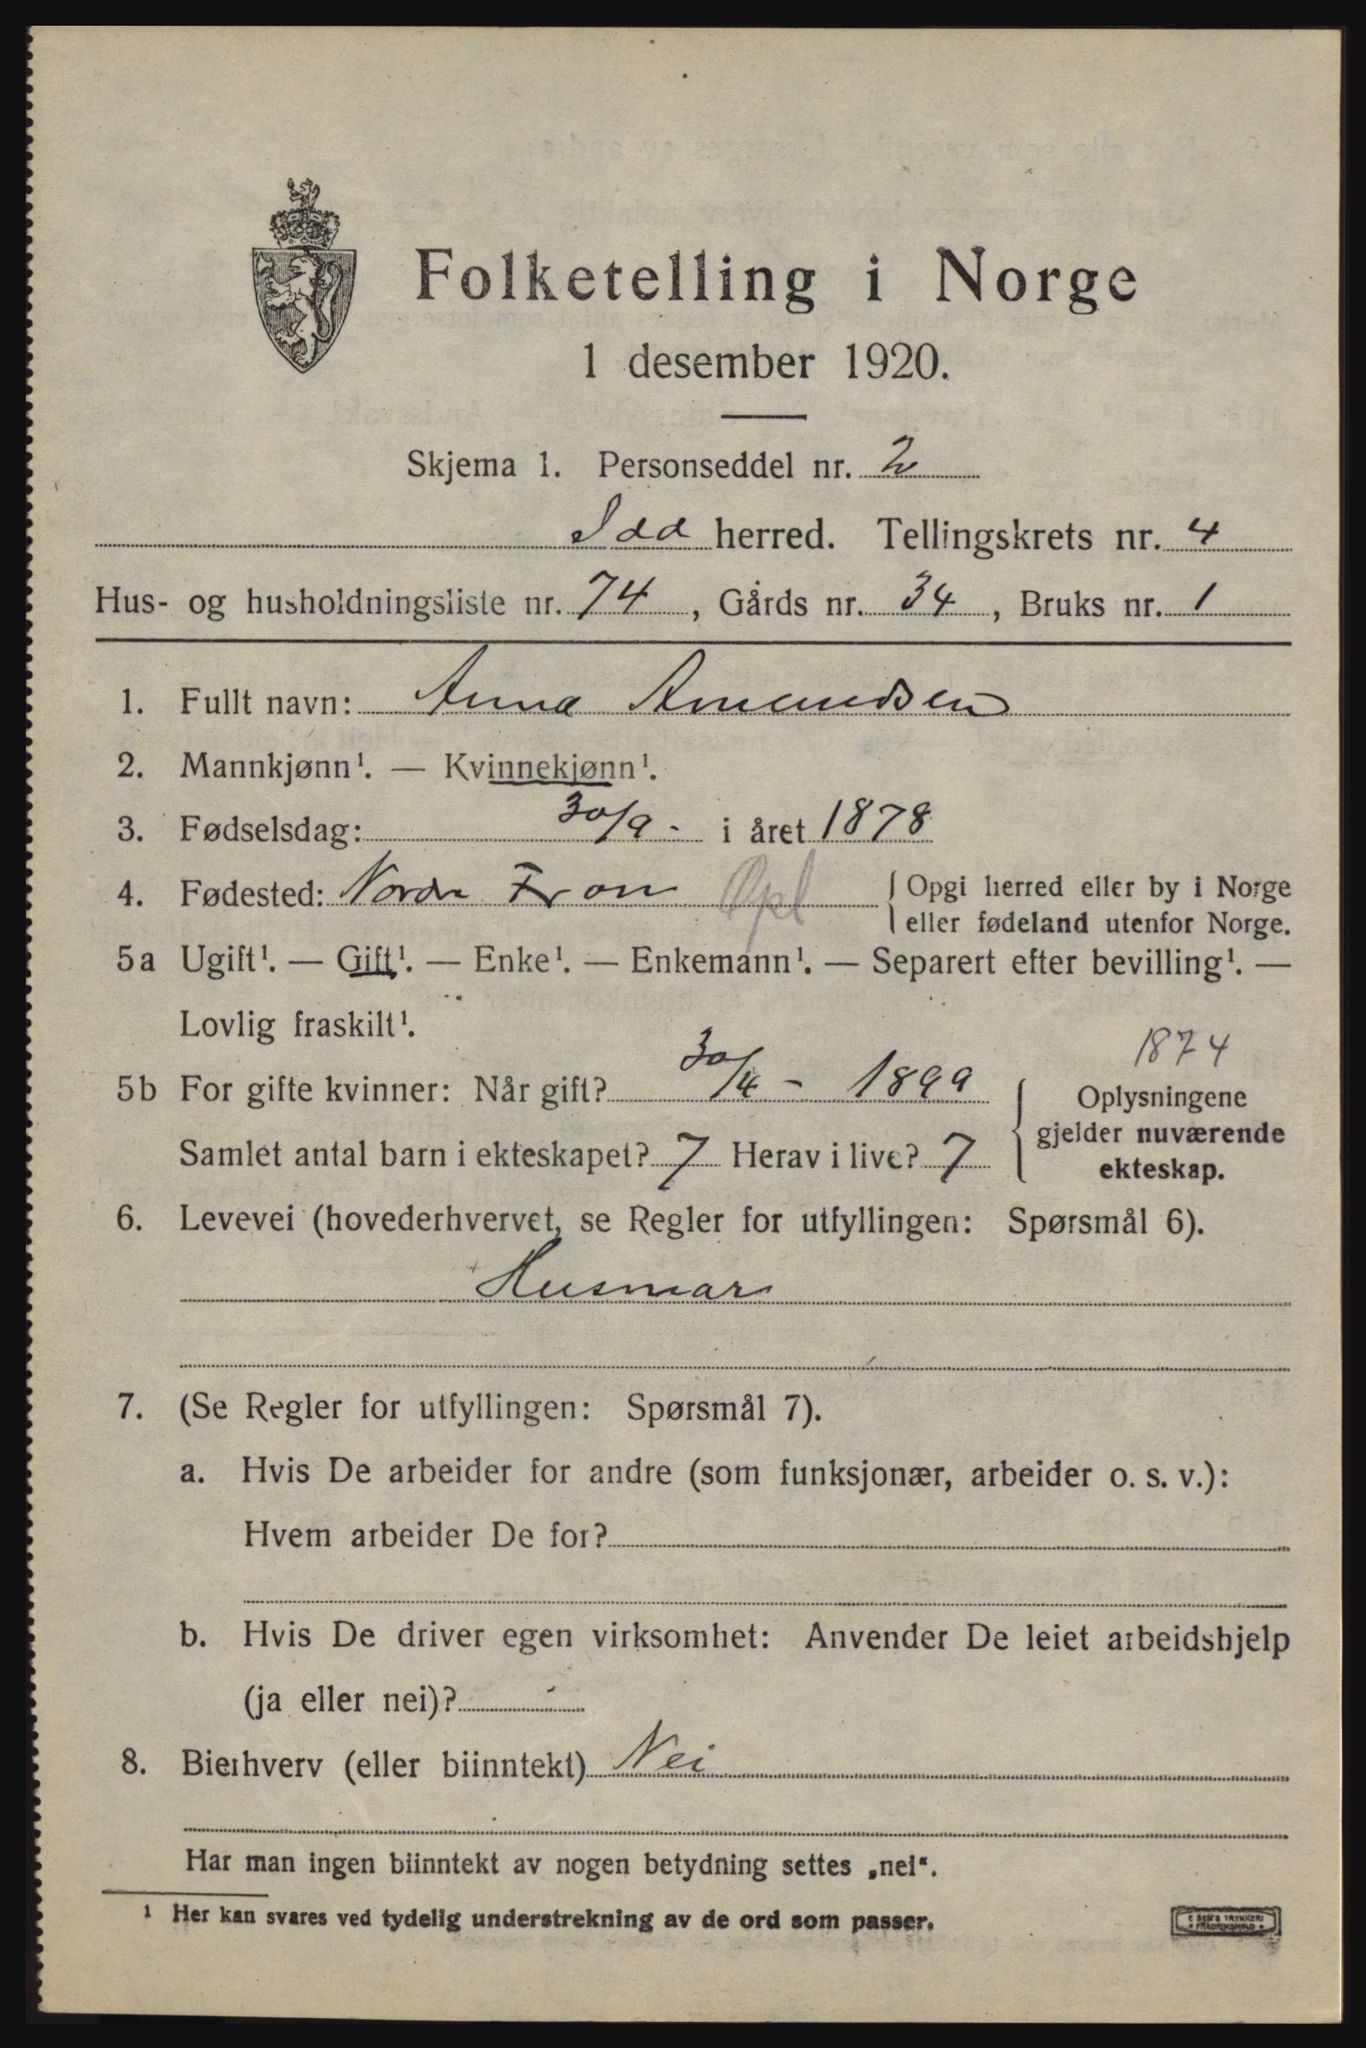 Folketelling i Norge
1 desember 1920.
Skjema 1. Personseddel nr. 2
Idd herred. Tellingskrets nr. 4
Hus- og husholdningsliste nr. 74, Gårds nr. 34, Bruks nr. 1
1. Fullt navn: Anna Amundsen
2. Mannkjønn¹. — Kvinnekjønn¹.
3. Fødselsdag: 30/9 - i året 1878
4. Fødested: Nordre Fron Opl { Opgi herred eller by i Norge
eller fødeland utenfor Norge.
5a Ugift¹. — Gift¹. — Enke¹. — Enkemann¹. — Separert efter bevilling¹. —
Lovlig fraskilt¹.
1874
5b For gifte kvinner: Når gift? 30/4 - 1899 { Oplysningene
gjelder nuværende
Samlet antal barn i ekteskapet? 7 Herav i live? 7
ekteskap.
6. Levevei (hovederhvervet, se Regler for utfyllingen: Spørsmål 6).
Husmor
7. (Se Regler for utfyllingen: Spørsmål 7).
a. Hvis De arbeider for andre (som funksjonær, arbeider o. s. v.):
Hvem arbeider De for?
b. Hvis De driver egen virksomhet: Anvender De leiet arbeidshjelp
(ja eller nei)?
8. Bierhverv (eller biinntekt) Nei
Har man ingen biinntekt av nogen betydning settes „nei“.
¹ Her kan svares ved tydelig understrekning av de ord som passer.
TRYKKERI
FREDRIKSHALD